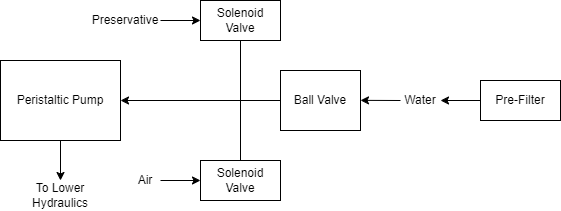 Preservative
Solenoid
Valve
Peristaltic Pump
Ball Valve
Water
Pre-Filter
Air
Solenoid
Valve
To Lower
Hydraulics